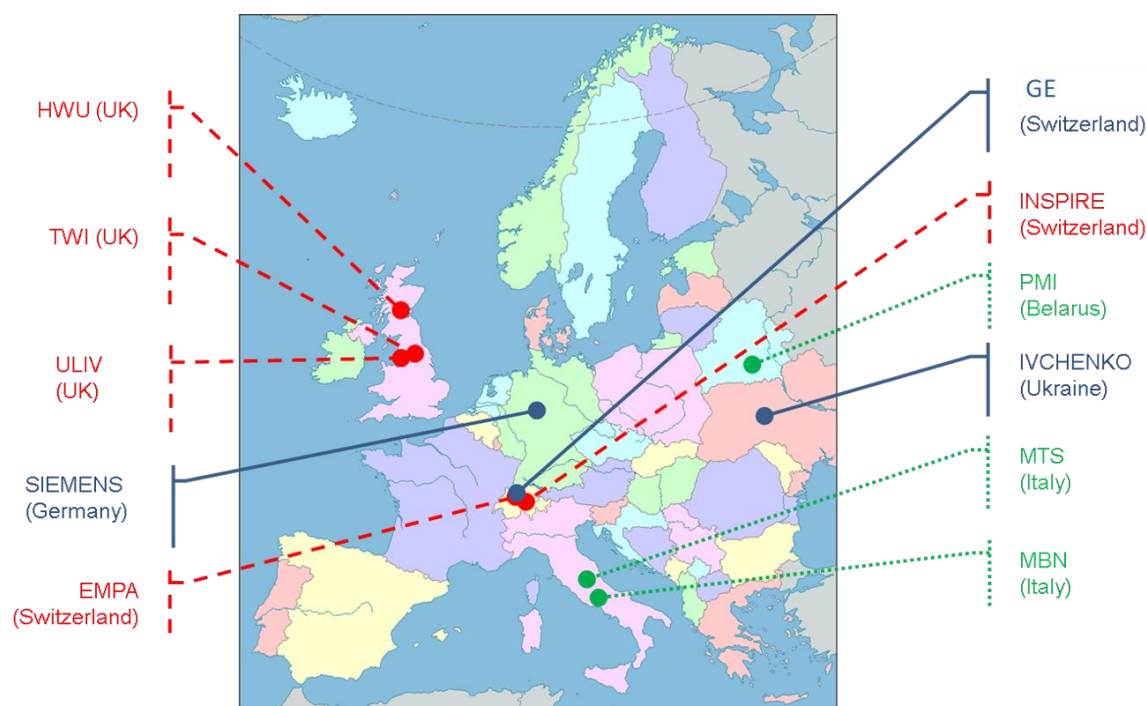 HWU (UK)
TWI (UK)
ULIV
(UK)
SIEMENS
(Germany)
EMPA
(Switzerland)
GE
(Switzerland)
INSPIRE
(Switzerland)
PMI
(Belarus)
IVCHENKO
(Ukraine)
MTS
(Italy)
MBN
(Italy)